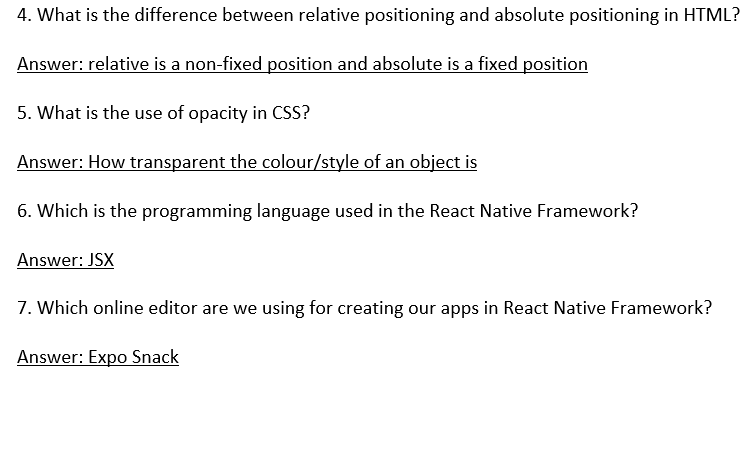 4. What is the difference between relative positioning and absolute positioning in HTML?
Answer: relative is a non-fixed position and absolute is a fixed position
5. What is the use of opacity in CSS?
Answer: How transparent the colour/style of an object is
6. Which is the programming language used in the React Native Framework?
Answer: JSX
7. Which online editor are we using for creating our apps in React Native Framework?
Answer: Expo Snack